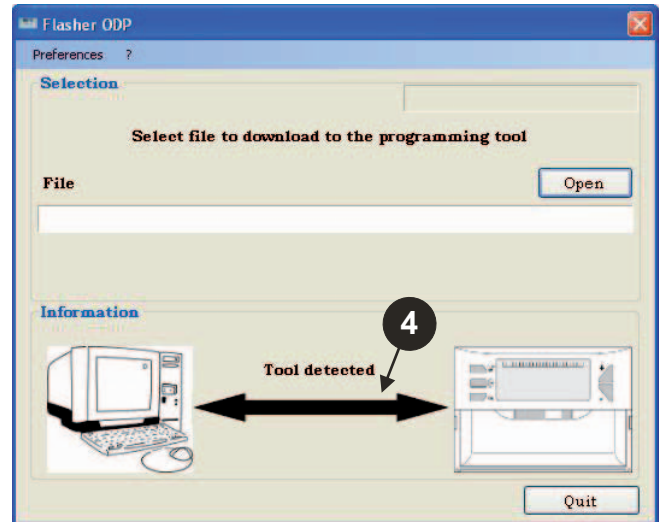 Flasher ODP
Preferences ?
Selection
Select file to download to the programming tool
File
Open
Information
4
Tool detected
Quit